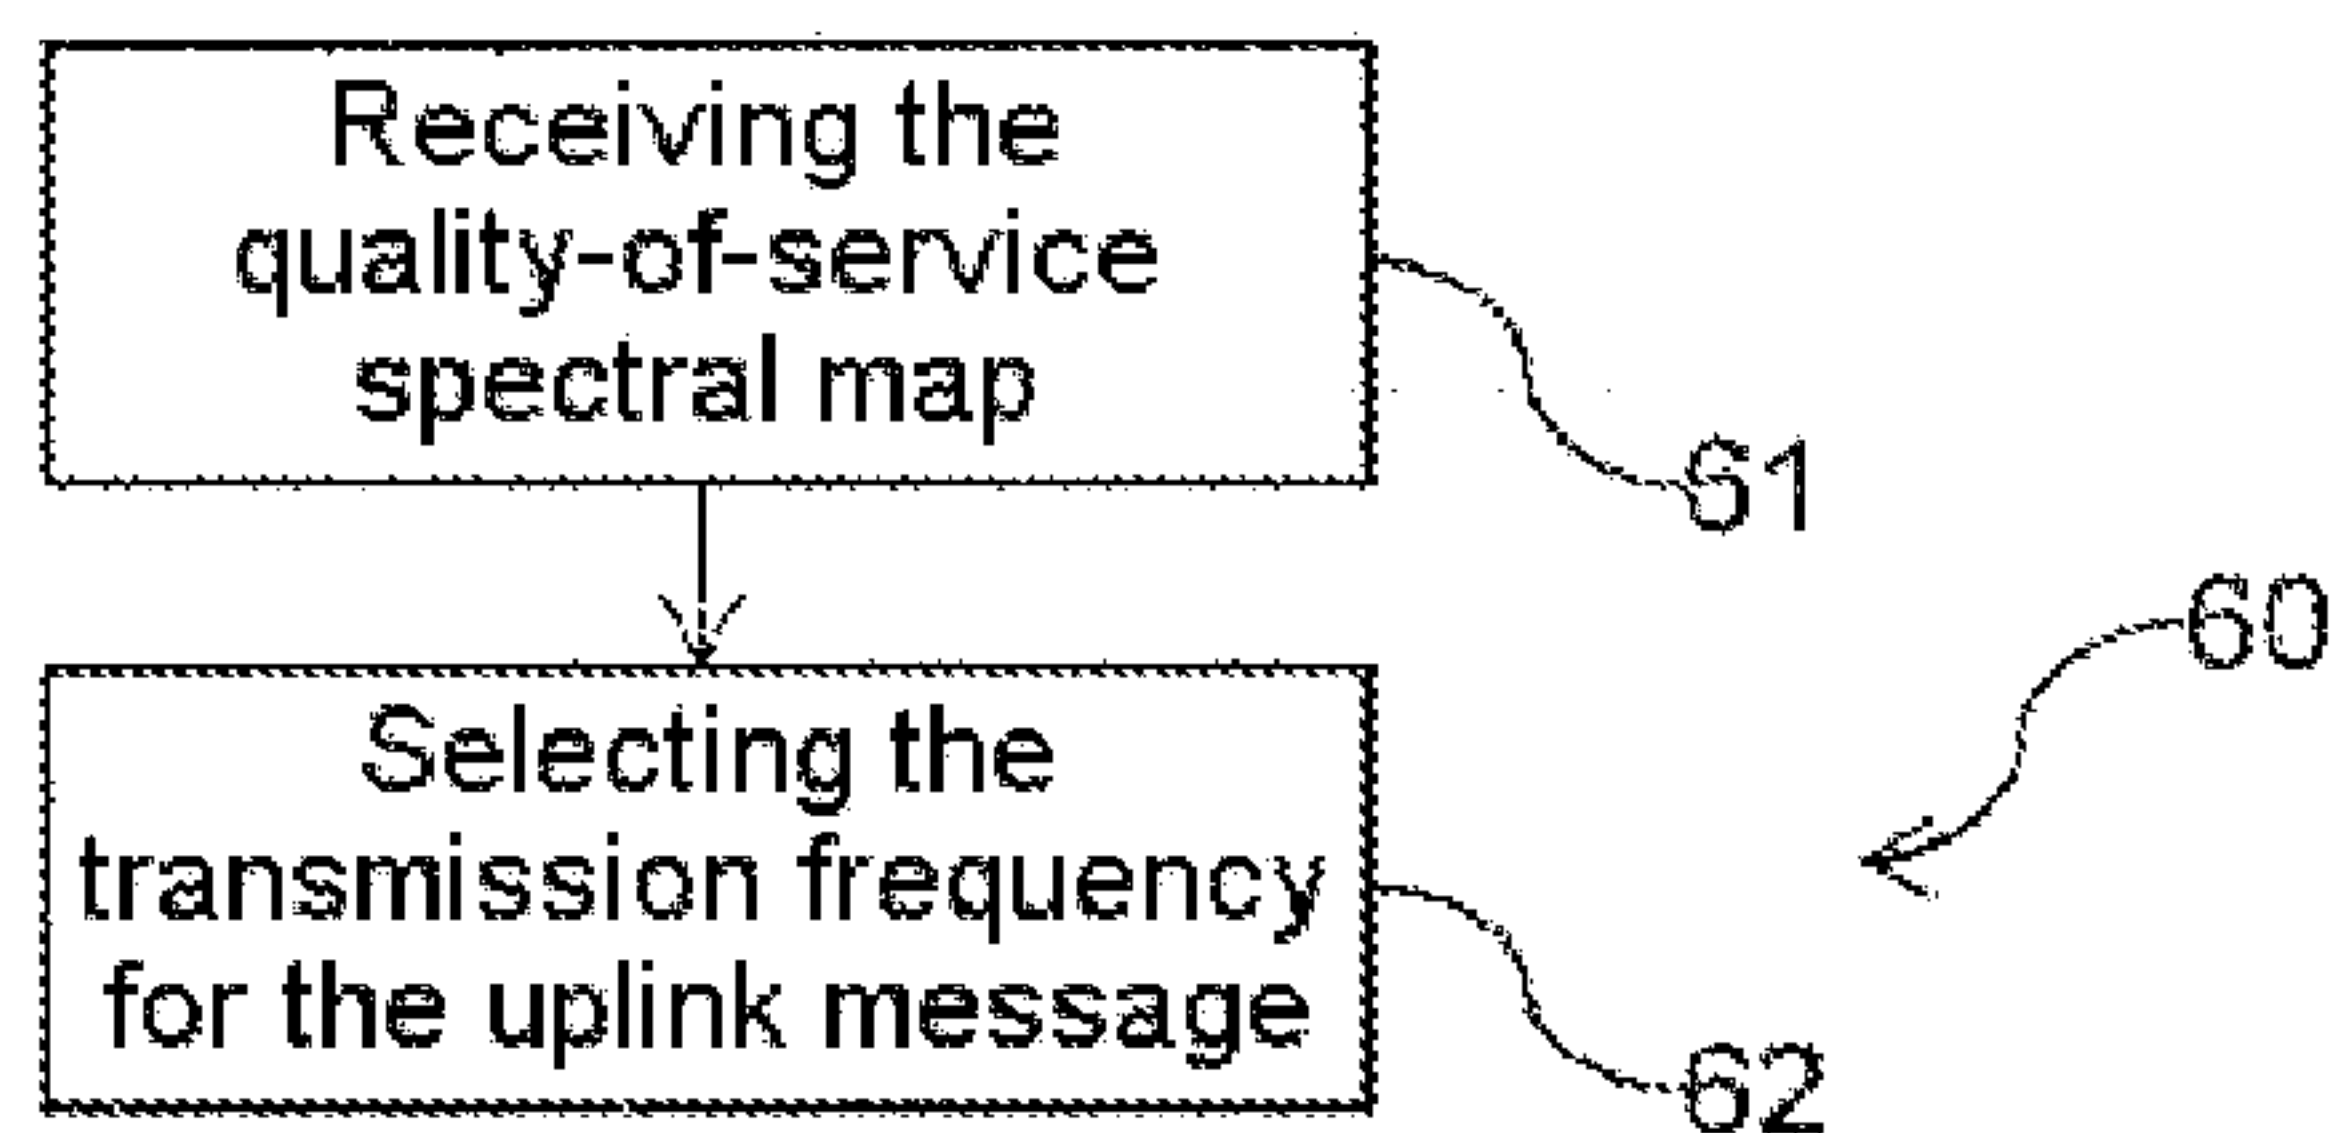 Receiving the
quality-of-service
spectral map
61
60
Selecting the
transmission frequency
for the uplink message
62